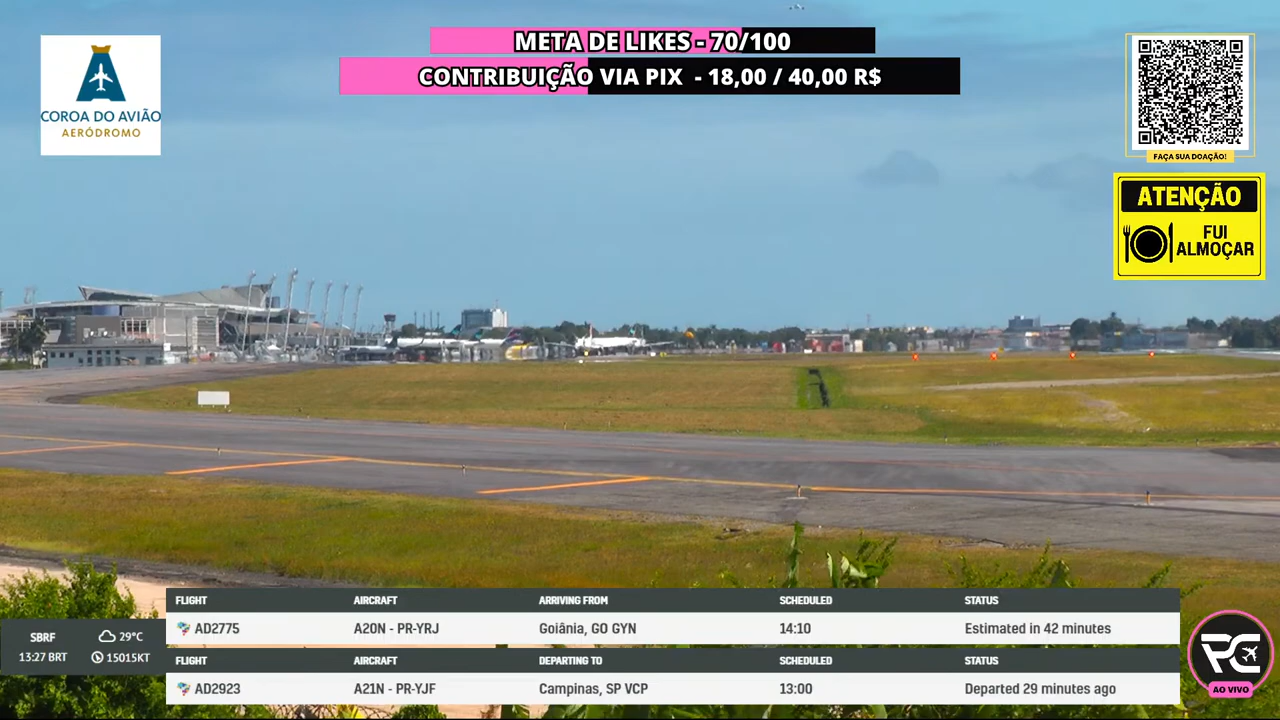 META DE LIKES - 70/100
CONTRIBUIÇÃO VIA PIX - 18,00 / 40,00 R$
COROA DO AVIÃO
AERÓDROMO
FAÇA SUA DOAÇÃO!
ATENÇÃO
FUI
ALMOÇAR
FLIGHT AIRCRAFT ARRIVING FROM SCHEDULED STATUS
AD2775 A20N - PR-YRJ Goiânia, GO GYN 14:10 Estimated in 42 minutes
SBRF 29°C
13:27 BRT 15015KT
FLIGHT AIRCRAFT DEPARTING TO SCHEDULED STATUS
AD2923 A21N - PR-YJF Campinas, SP VCP 13:00 Departed 29 minutes ago
RC
AO VIVO